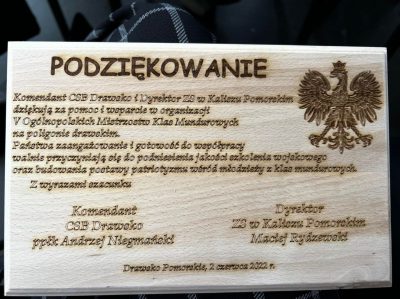 PODZIĘKOWANIE
Komendant CSB Drawsko i Dyrektor ZS w Kaliszu Pomorskim
dziękują za pomoc i wsparcie w organizacji
V Ogólnopolskich Mistrzostw Klas Mundurowych
na poligonie drawskim.
Państwa zaangażowanie i gotowość do współpracy
walnie przyczyniają się do podniesienia jakości szkolenia wojskowego
oraz budowania postawy patriotyzmu wśród młodzieży z klas mundurowych.
Z wyrazami szacunku
Komendant
CSB Drawsko
ppłk Andrzej Niegmański
Dyrektor
ZS w Kaliszu Pomorskim
Maciej Rydzewski
Drawsko Pomorskie, 2 czerwca 2022 r.